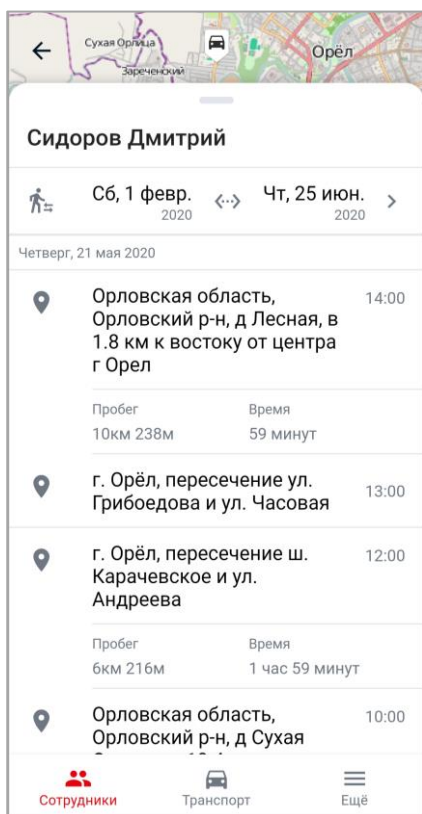 Сухая Орлица
Зареченский
Орёл
Сидоров Дмитрий
Сб, 1 февр.
2020
Чт, 25 июн.
2020
Четверг, 21 мая 2020
Орловская область,
14:00
Орловский р-н, д Лесная, в
1.8 км к востоку от центра
г Орел
Пробег
Время
10км 238м
59 минут
г. Орёл, пересечение ул.
Грибоедова и ул. Часовая
13:00
г. Орёл, пересечение ш.
12:00
Карачевское и ул.
Андреева
Пробег
Время
6км 216м
1 час 59 минут
Орловская область,
10:00
Орловский р-н, д Сухая
Сотрудники
Транспорт
Ещё